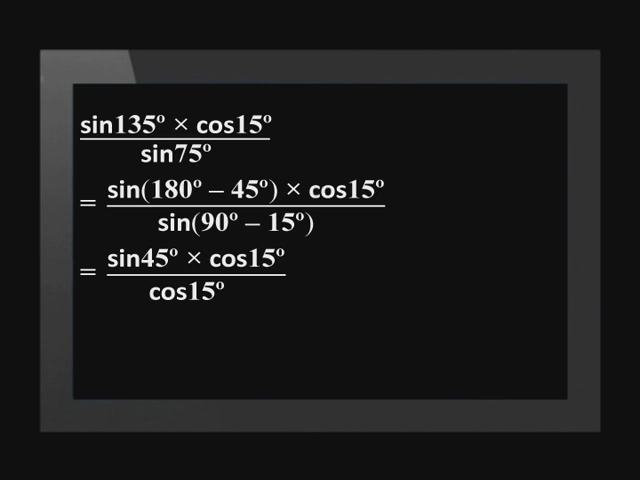 sin135º × cos15º
sin75º
= sin(180º – 45º) × cos15º
sin(90º – 15º)
= sin45º × cos15º
cos15º